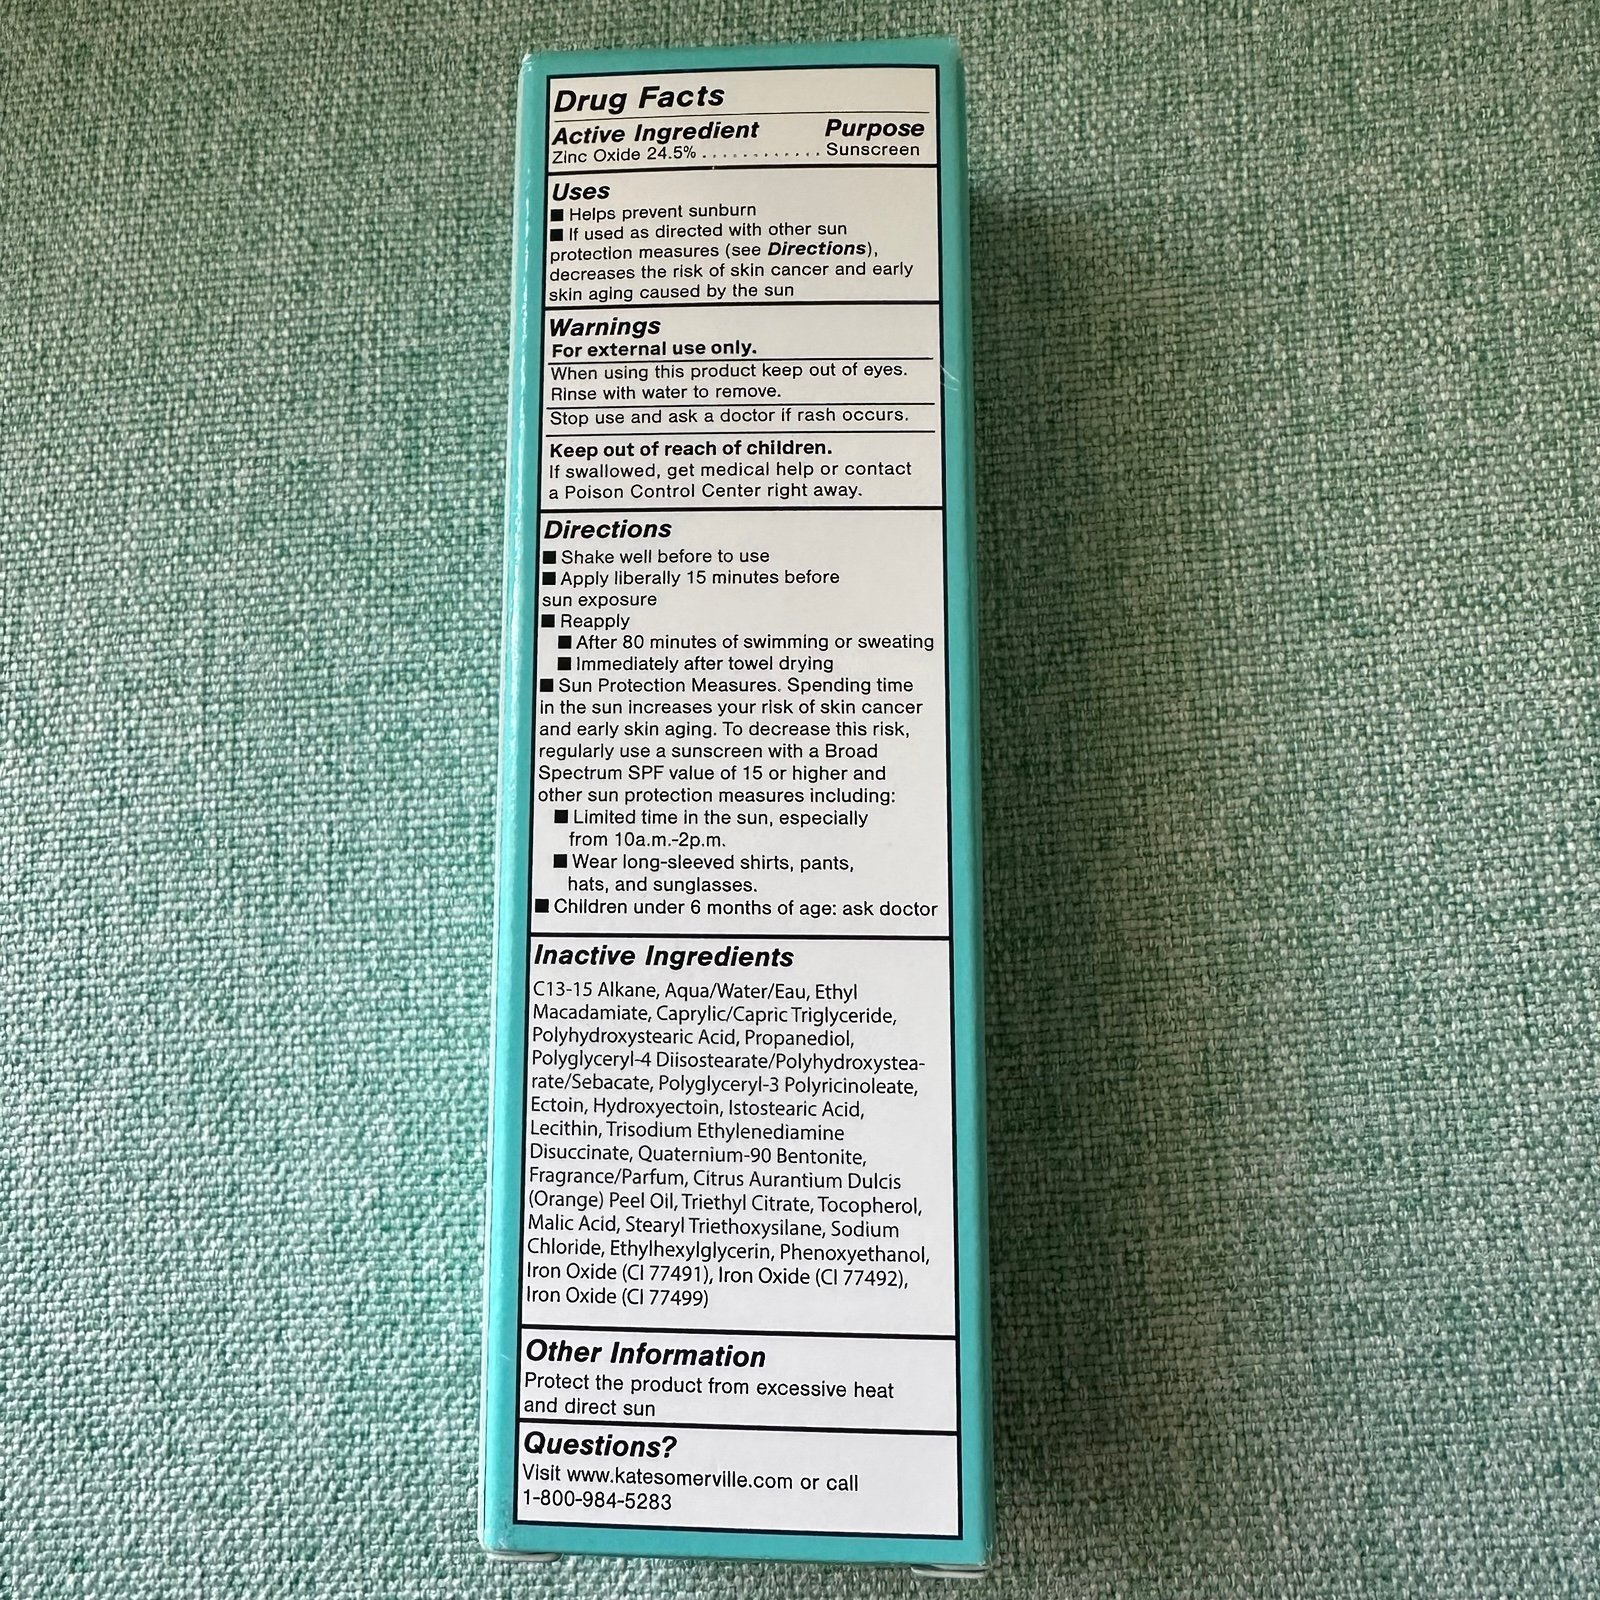 Drug Facts
Active Ingredient Purpose
Zinc Oxide 24.5% ............ Sunscreen
Uses
■ Helps prevent sunburn
■ If used as directed with other sun
protection measures (see Directions),
decreases the risk of skin cancer and early
skin aging caused by the sun
Warnings
For external use only.
When using this product keep out of eyes.
Rinse with water to remove.
Stop use and ask a doctor if rash occurs.
Keep out of reach of children.
If swallowed, get medical help or contact
a Poison Control Center right away.
Directions
■ Shake well before to use
■ Apply liberally 15 minutes before
sun exposure
■ Reapply
■ After 80 minutes of swimming or sweating
■ Immediately after towel drying
■ Sun Protection Measures. Spending time
in the sun increases your risk of skin cancer
and early skin aging. To decrease this risk,
regularly use a sunscreen with a Broad
Spectrum SPF value of 15 or higher and
other sun protection measures including:
■ Limited time in the sun, especially
from 10a.m.-2p.m.
■ Wear long-sleeved shirts, pants,
hats, and sunglasses.
■ Children under 6 months of age: ask doctor
Inactive Ingredients
C13-15 Alkane, Aqua/Water/Eau, Ethyl
Macadamiate, Caprylic/Capric Triglyceride,
Polyhydroxystearic Acid, Propanediol,
Polyglyceryl-4 Diisostearate/Polyhydroxystea-
rate/Sebacate, Polyglyceryl-3 Polyricinoleate,
Ectoin, Hydroxyectoin, Istostearic Acid,
Lecithin, Trisodium Ethylenediamine
Disuccinate, Quaternium-90 Bentonite,
Fragrance/Parfum, Citrus Aurantium Dulcis
(Orange) Peel Oil, Triethyl Citrate, Tocopherol,
Malic Acid, Stearyl Triethoxysilane, Sodium
Chloride, Ethylhexylglycerin, Phenoxyethanol,
Iron Oxide (CI 77491), Iron Oxide (CI 77492),
Iron Oxide (CI 77499)
Other Information
Protect the product from excessive heat
and direct sun
Questions?
Visit www.katesomerville.com or call
1-800-984-5283